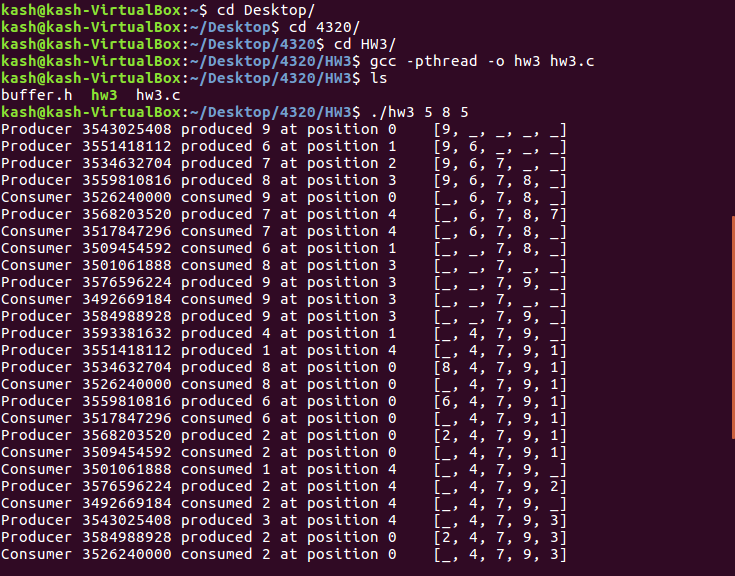 kash@kash-VirtualBox:~$ cd Desktop/
kash@kash-VirtualBox:~/Desktop$ cd 4320/
kash@kash-VirtualBox:~/Desktop/4320$ cd HW3/
kash@kash-VirtualBox:~/Desktop/4320/HW3$ gcc -pthread -o hw3 hw3.c
kash@kash-VirtualBox:~/Desktop/4320/HW3$ ls
buffer.h  hw3  hw3.c
kash@kash-VirtualBox:~/Desktop/4320/HW3$ ./hw3 5 8 5
Producer 3543025408 produced 9 at position 0    [9, _, _, _, _]
Producer 3551418112 produced 6 at position 1    [9, 6, _, _, _]
Producer 3534632704 produced 7 at position 2    [9, 6, 7, _, _]
Producer 3559810816 produced 8 at position 3    [9, 6, 7, 8, _]
Consumer 3526240000 consumed 9 at position 0    [_, 6, 7, 8, _]
Producer 3568203520 produced 7 at position 4    [_, 6, 7, 8, 7]
Consumer 3517847296 consumed 7 at position 4    [_, 6, 7, 8, _]
Consumer 3509454592 consumed 6 at position 1    [_, _, 7, 8, _]
Consumer 3501061888 consumed 8 at position 3    [_, _, 7, _, _]
Producer 3576596224 produced 9 at position 3    [_, _, 7, 9, _]
Consumer 3492669184 consumed 9 at position 3    [_, _, 7, _, _]
Producer 3584988928 produced 9 at position 3    [_, _, 7, 9, _]
Producer 3593381632 produced 4 at position 1    [_, 4, 7, 9, _]
Producer 3551418112 produced 1 at position 4    [_, 4, 7, 9, 1]
Producer 3534632704 produced 8 at position 0    [8, 4, 7, 9, 1]
Consumer 3526240000 consumed 8 at position 0    [_, 4, 7, 9, 1]
Producer 3559810816 produced 6 at position 0    [6, 4, 7, 9, 1]
Consumer 3517847296 consumed 6 at position 0    [_, 4, 7, 9, 1]
Producer 3568203520 produced 2 at position 0    [2, 4, 7, 9, 1]
Consumer 3509454592 consumed 2 at position 0    [_, 4, 7, 9, 1]
Consumer 3501061888 consumed 1 at position 4    [_, 4, 7, 9, _]
Producer 3576596224 produced 2 at position 4    [_, 4, 7, 9, 2]
Consumer 3492669184 consumed 2 at position 4    [_, 4, 7, 9, _]
Producer 3543025408 produced 3 at position 4    [_, 4, 7, 9, 3]
Producer 3584988928 produced 2 at position 0    [2, 4, 7, 9, 3]
Consumer 3526240000 consumed 2 at position 0    [_, 4, 7, 9, 3]